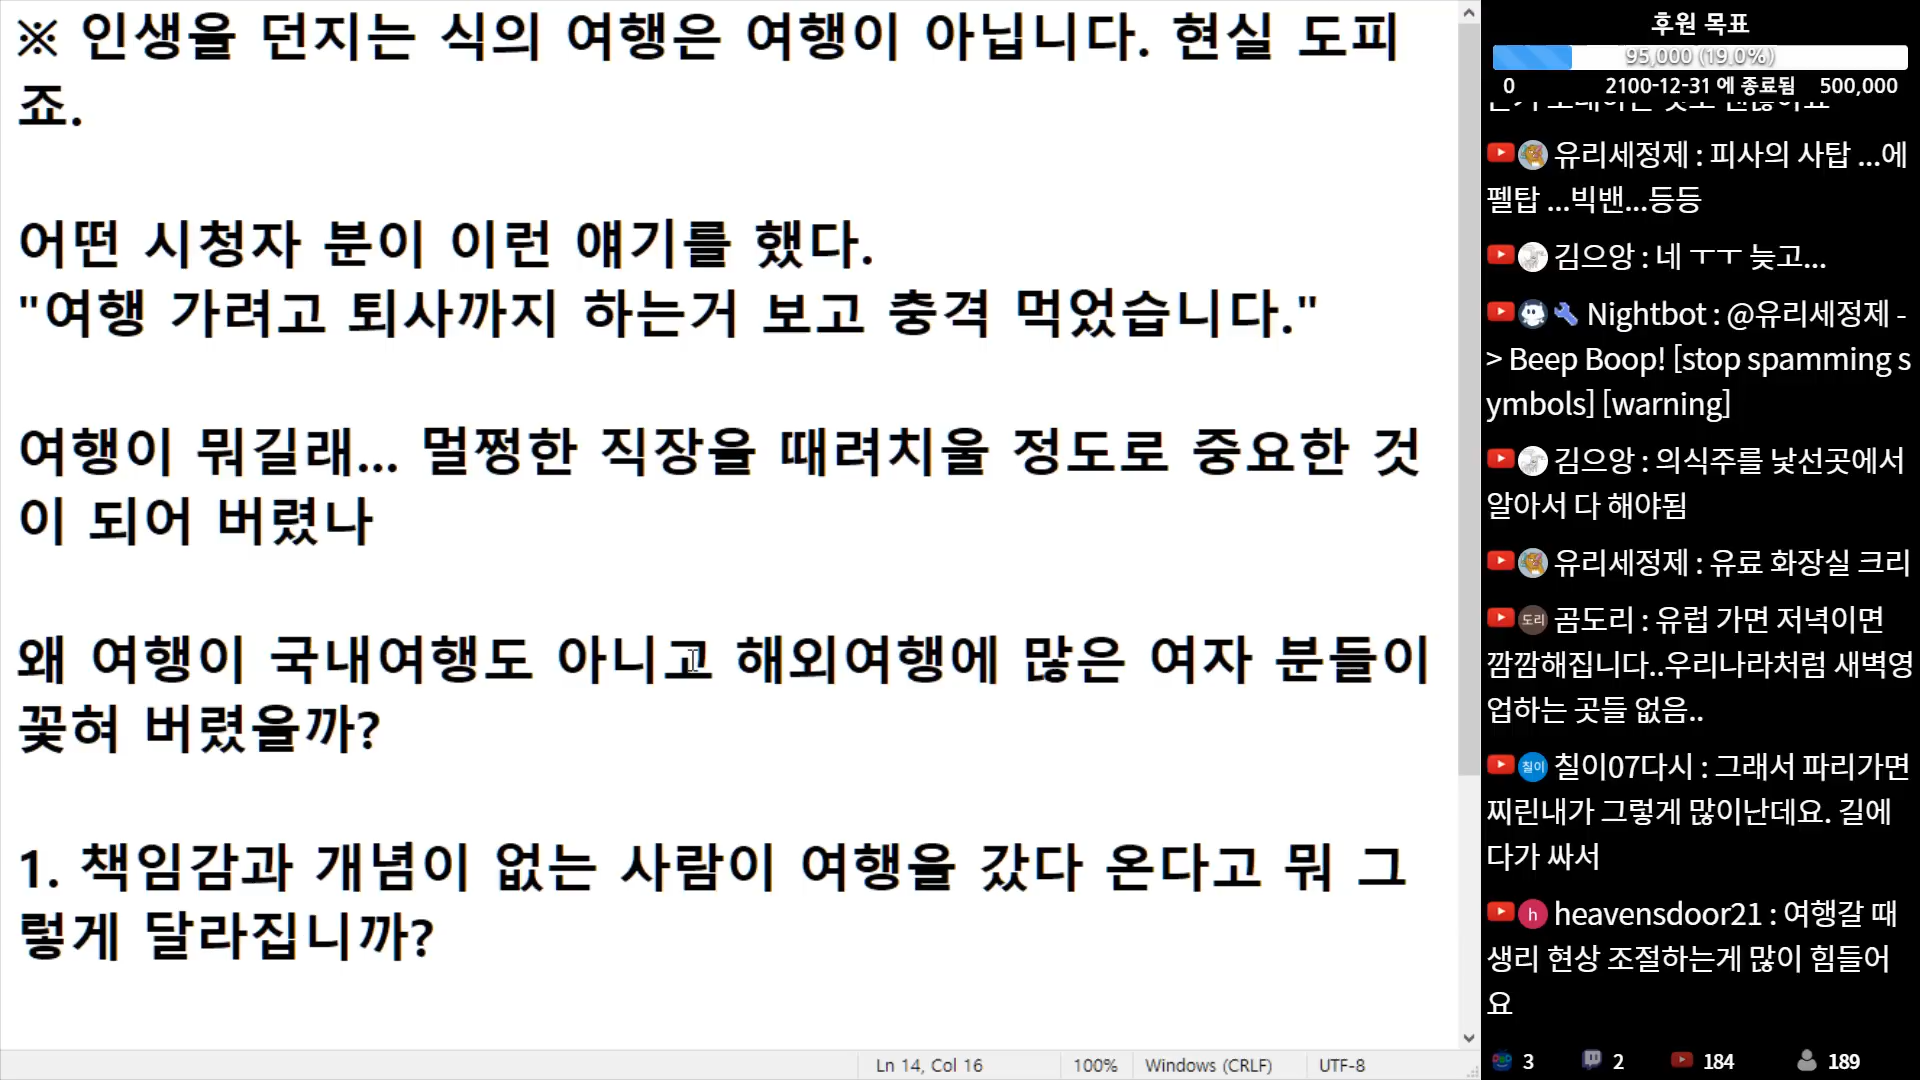 ※ 인생을 던지는 식의 여행은 여행이 아닙니다. 현실 도피
죠.
어떤 시청자 분이 이런 얘기를 했다.
"여행 가려고 퇴사까지 하는거 보고 충격 먹었습니다."
여행이 뭐길래... 멀쩡한 직장을 때려치울 정도로 중요한 것
이 되어 버렸나
왜 여행이 국내여행도 아니고 해외여행에 많은 여자 분들이
꽃혀 버렸을까?
1. 책임감과 개념이 없는 사람이 여행을 갔다 온다고 뭐 그
렇게 달라집니까?
Ln 14, Col 16 100% Windows (CRLF) UTF-8
후원 목표
95,000 (19.0%)
0 2100-12-31 에 종료됨 500,000
유리세정제 : 피사의 사탑 ...에
펠탑 ...빅밴...등등
김으앙 : 네 ㅜㅜ 늦고...
Nightbot : @유리세정제 -
> Beep Boop! [stop spamming s
ymbols] [warning]
김으앙 : 의식주를 낯선곳에서
알아서 다 해야됨
유리세정제 : 유료 화장실 크리
도리 곰도리 : 유럽 가면 저녁이면
깜깜해집니다..우리나라처럼 새벽영
업하는 곳들 없음..
칠이 칠이07다시 : 그래서 파리가면
찌린내가 그렇게 많이난데요. 길에
다가 싸서
h heavensdoor21 : 여행갈 때
생리 현상 조절하는게 많이 힘들어
요
3 2 184 189